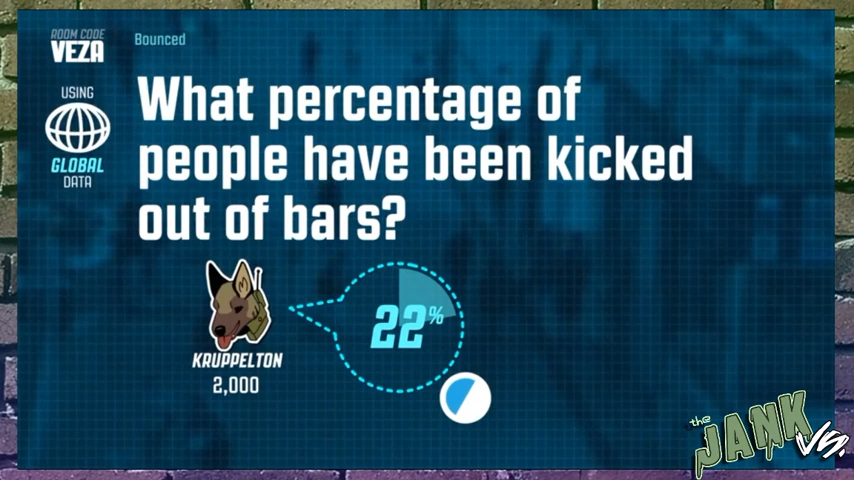 ROOM CODE
VEZA
Bounced
USING
GLOBAL
DATA
What percentage of
people have been kicked
out of bars?
22%
KRUPPELTON
2,000
the
JANK
VS.